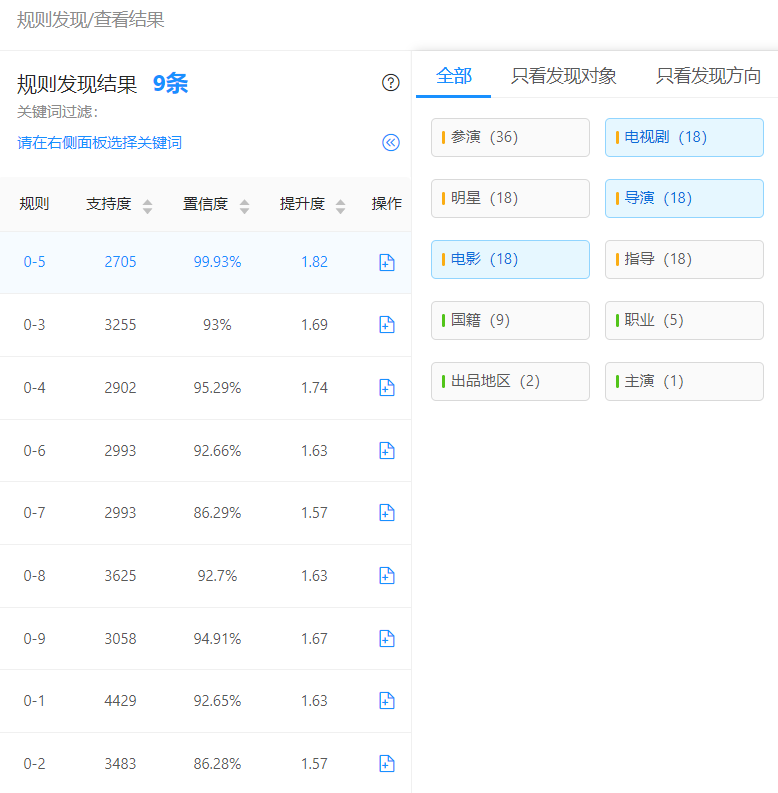 规则发现/查看结果
规则发现结果 9条
关键词过滤:
请在右侧面板选择关键词
规则 支持度 置信度 提升度 操作
0-5 2705 99.93% 1.82
0-3 3255 93% 1.69
0-4 2902 95.29% 1.74
0-6 2993 92.66% 1.63
0-7 2993 86.29% 1.57
0-8 3625 92.7% 1.63
0-9 3058 94.91% 1.67
0-1 4429 92.65% 1.63
0-2 3483 86.28% 1.57
全部 只看发现对象 只看发现方向
参演 (36) 电视剧 (18)
明星 (18) 导演 (18)
电影 (18) 指导 (18)
国籍 (9) 职业 (5)
出品地区 (2) 主演 (1)